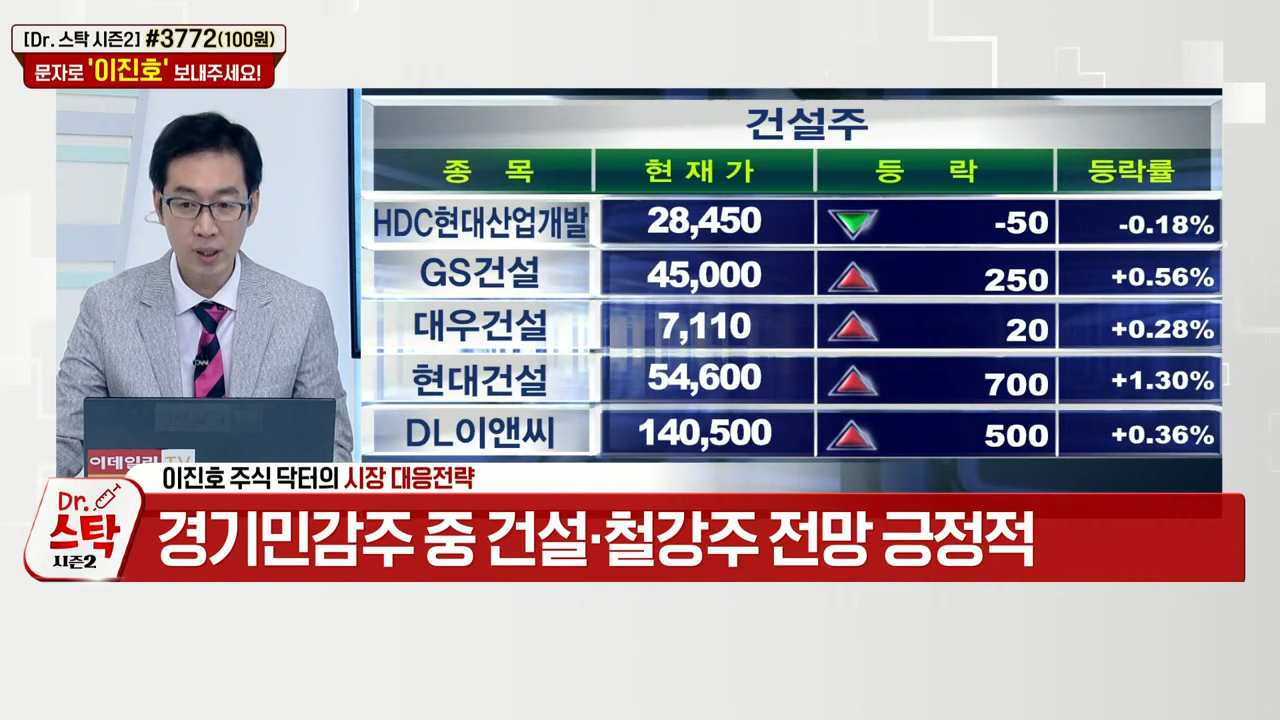 [Dr. 스탁 시즌2] #3772(100원)
문자로 '이진호' 보내주세요!
건설주
종 목 현 재 가 등 락 등락률
HDC현대산업개발 28,450 -50 -0.18%
GS건설 45,000 250 +0.56%
대우건설 7,110 20 +0.28%
현대건설 54,600 700 +1.30%
DL이앤씨 140,500 500 +0.36%
이데일리 TV
이진호 주식 닥터의 시장 대응전략
Dr.
스탁
시즌2
경기민감주 중 건설·철강주 전망 긍정적